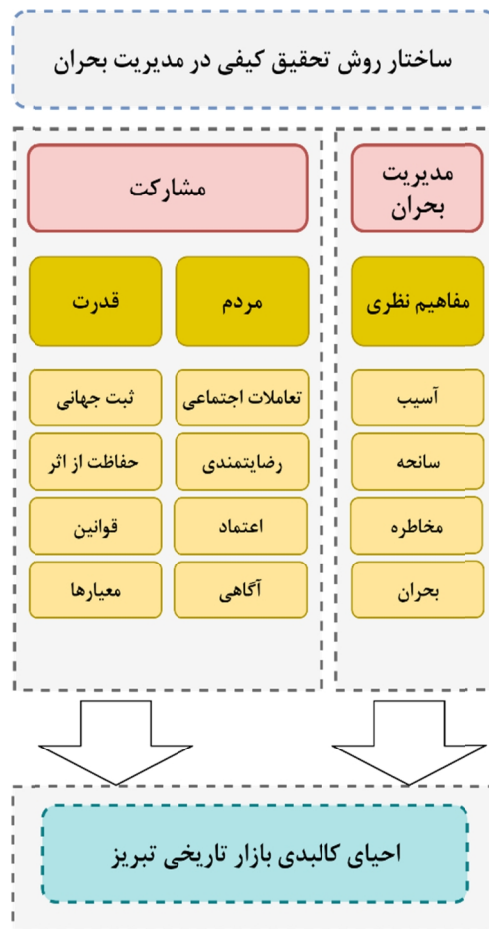 ساختار روش تحقیق کیفی در مدیریت بحران
مدیریت
بحران
مشارکت
مفاهیم نظری
مردم
قدرت
آسیب
تعاملات اجتماعی
ثبت جهانی
سانحه
رضایتمندی
حفاظت از اثر
مخاطره
اعتماد
قوانین
بحران
آگاهی
معیارها
احیای کالبدی بازار تاریخی تبریز